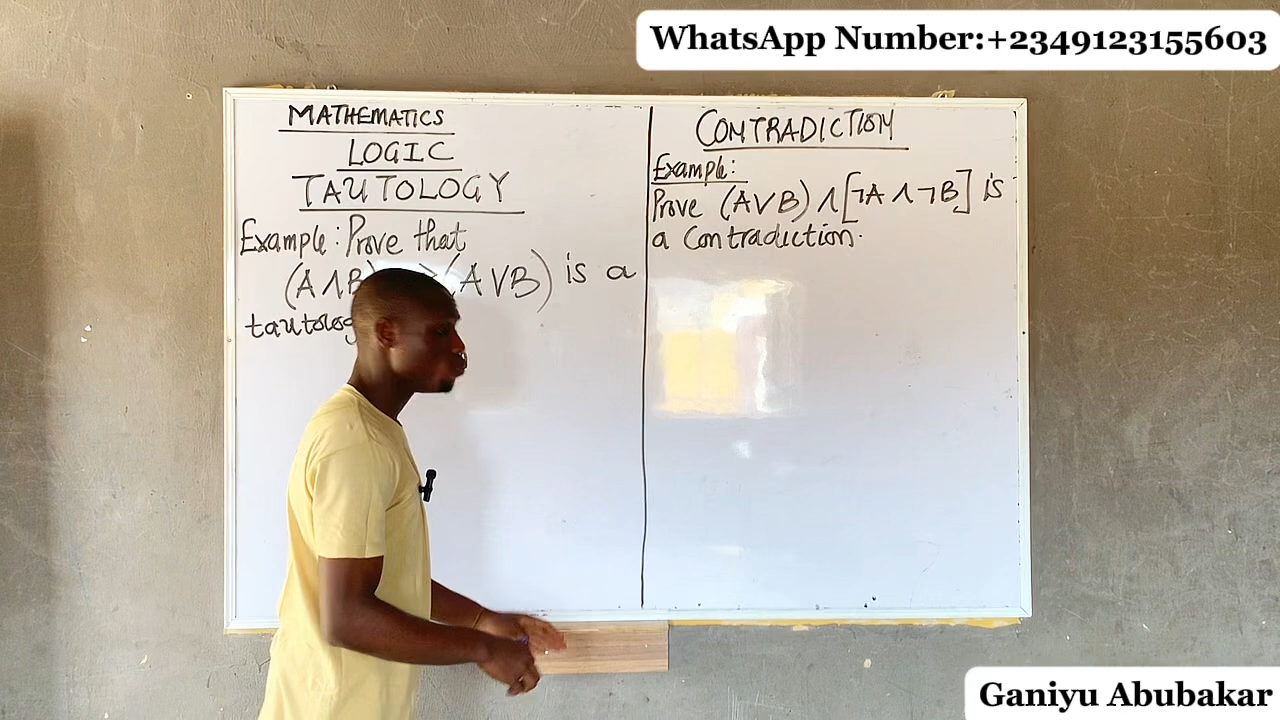 WhatsApp Number:+2349123155603
MATHEMATICS
LOGIC
TAUTOLOGY
Example: Prove that
(A ∧ B) (A ∨ B) is a
CONTRADICTION
Example:
Prove (A ∨ B) ∧ [¬A ∧ ¬B] is
a contradiction.
Ganiyu Abubakar